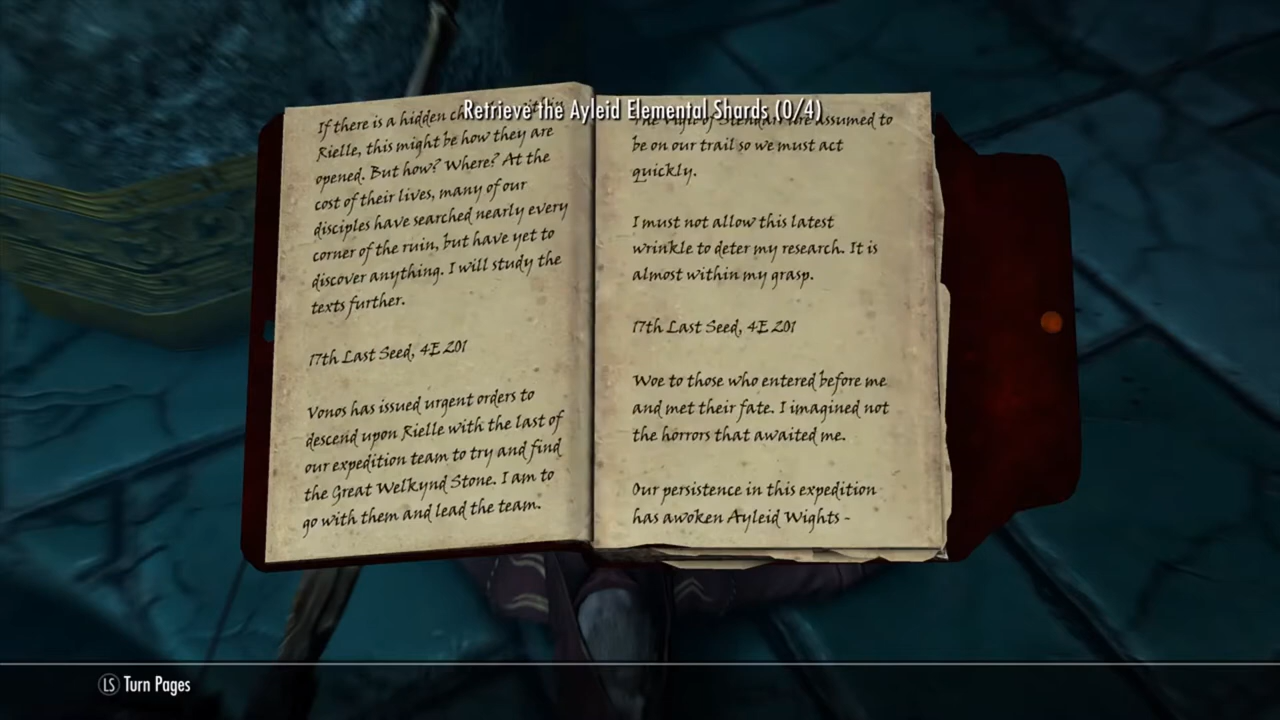 Retrieve the Ayleid Elemental Shards (0/4)
If there is a hidden
Rielle, this might be how they are
opened. But how? Where? At the
cost of their lives, many of our
disciples have searched nearly every
corner of the ruin, but have yet to
discover anything. I will study the
texts further.
17th Last Seed, 4E 201
Vonos has issued urgent orders to
descend upon Rielle with the last of
our expedition team to try and find
the Great Welkynd Stone. I am to
go with them and lead the team.
The Vigil of Stendarr are assumed to
be on our trail so we must act
quickly.
I must not allow this latest
wrinkle to deter my research. It is
almost within my grasp.
17th Last Seed, 4E 201
Woe to those who entered before me
and met their fate. I imagined not
the horrors that awaited me.
Our persistence in this expedition
has awoken Ayleid Wights -
LS Turn Pages